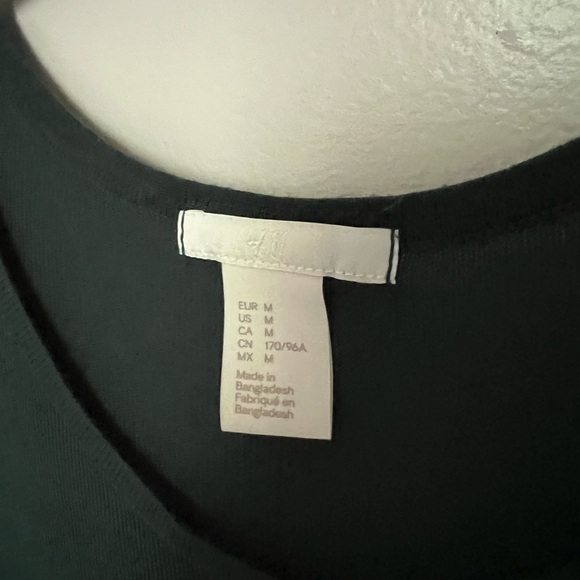 H&M
EUR M
US M
CA M
CN 170/96A
MX M
Made in
Bangladesh
Fabriqué en
Bangladesh